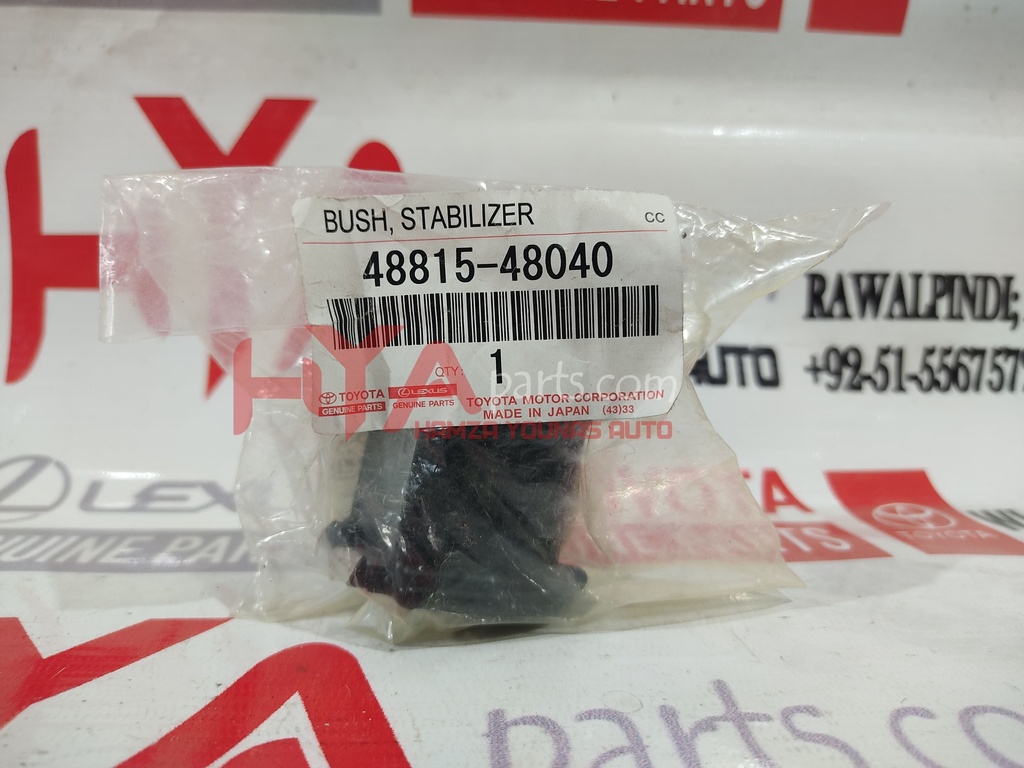 HYA
BUSH, STABILIZER CC
48815-48040
QTY: 1
TOYOTA LEXUS
GENUINE PARTS GENUINE PARTS
TOYOTA MOTOR CORPORATION
MADE IN JAPAN (43)33
HYA parts.com
HAMZA YOUNAS AUTO
RAWALPINDI;
AUTO +92-51-556757
LEXUS
GENUINE PARTS
TOYOTA
PARTS
TOYOTA
parts.co